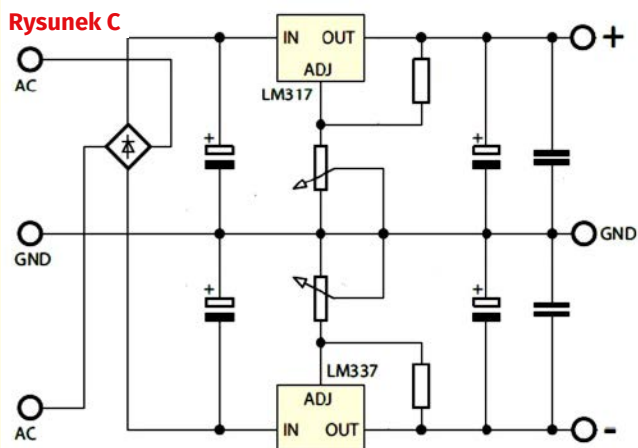 Rysunek C
IN OUT
ADJ
LM317
+
AC
+
+
GND
GND
+
+
LM337
ADJ
IN OUT
-
AC